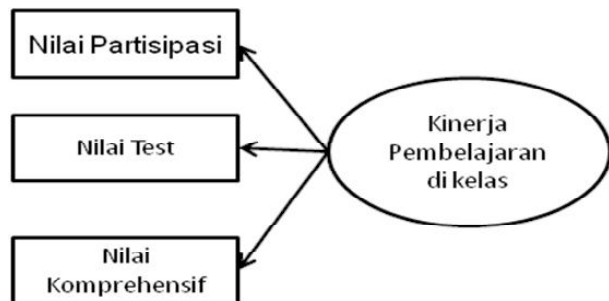 Nilai Partisipasi
Nilai Test
Nilai
Komprehensif
Kinerja
Pembelajaran
di kelas